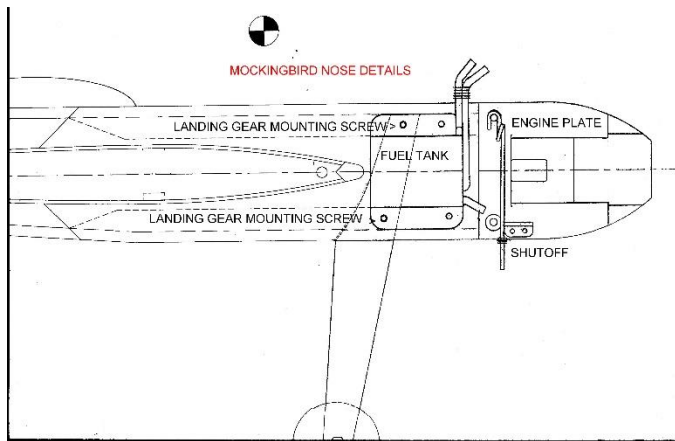 MOCKINGBIRD NOSE DETAILS
LANDING GEAR MOUNTING SCREW>
ENGINE PLATE
FUEL TANK
LANDING GEAR MOUNTING SCREW
SHUTOFF